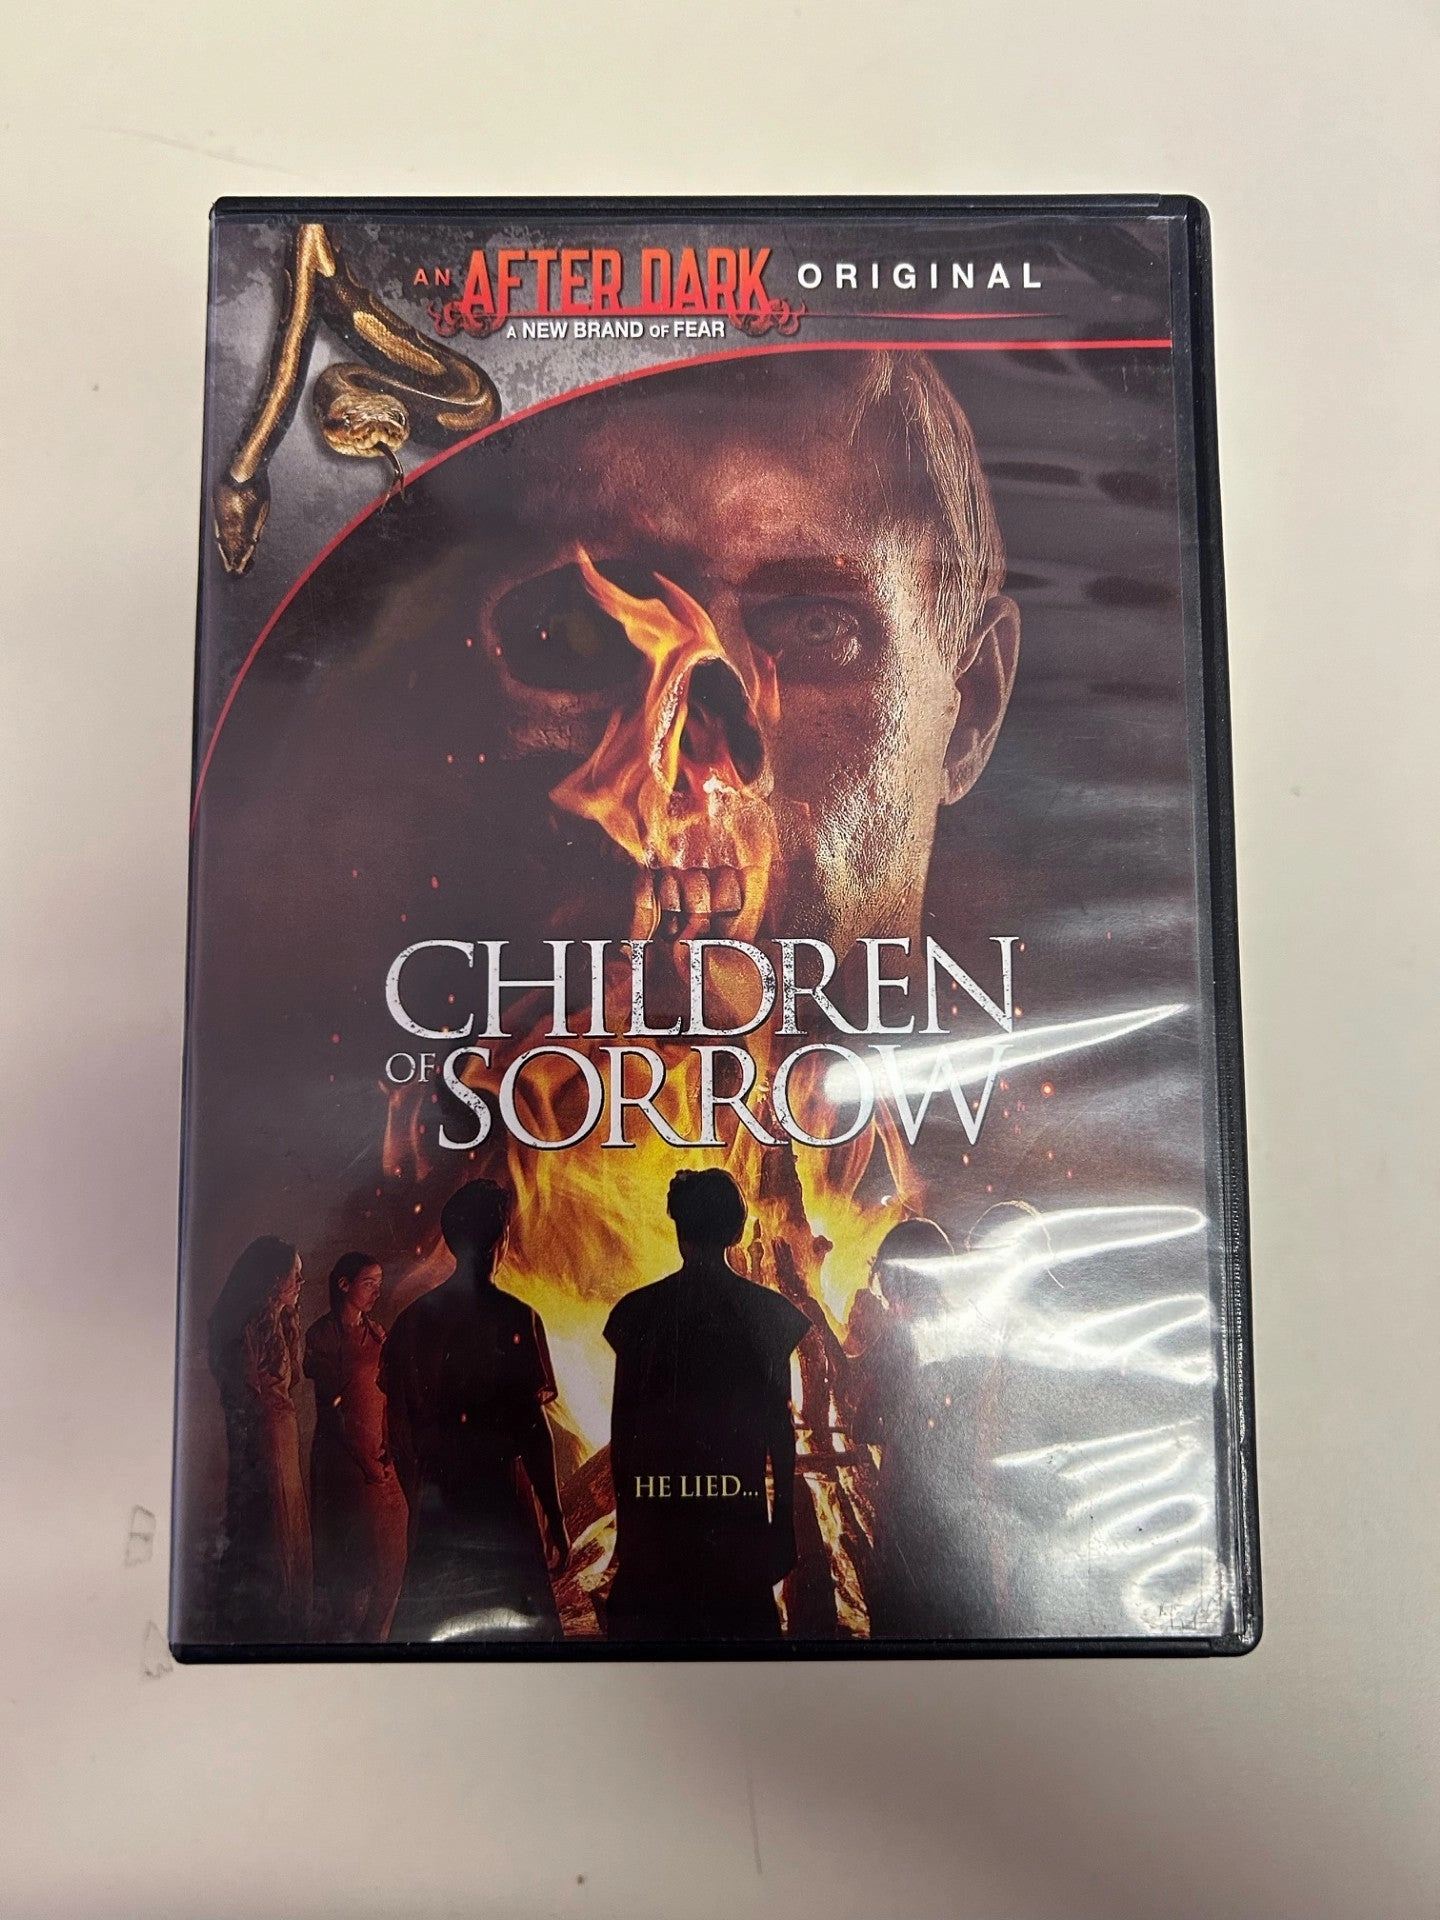 AN AFTER DARK ORIGINAL
A NEW BRAND OF FEAR
CHILDREN
OF SORROW
HE LIED...